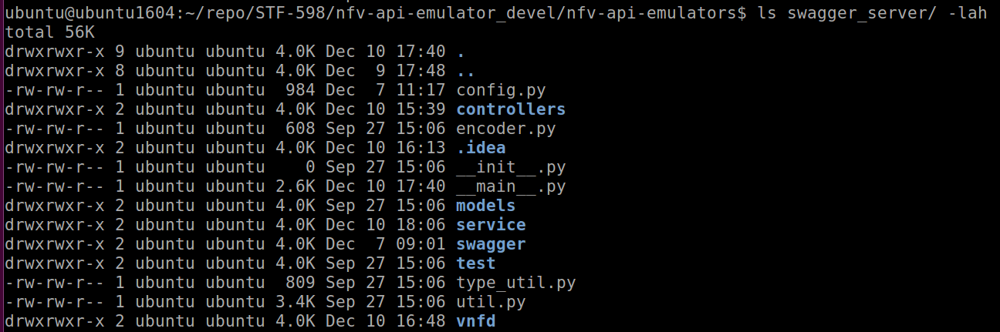 ubuntu@ubuntu1604:~/repo/STF-598/nfv-api-emulator_devel/nfv-api-emulators$ ls swagger_server/ -lah
total 56K
drwxrwxr-x 9 ubuntu ubuntu 4.0K Dec 10 17:40 .
drwxrwxr-x 8 ubuntu ubuntu 4.0K Dec  9 17:48 ..
-rw-rw-r-- 1 ubuntu ubuntu  984 Dec  7 11:17 config.py
drwxrwxr-x 2 ubuntu ubuntu 4.0K Dec 10 15:39 controllers
-rw-rw-r-- 1 ubuntu ubuntu  608 Sep 27 15:06 encoder.py
drwxrwxr-x 2 ubuntu ubuntu 4.0K Dec 10 16:13 .idea
-rw-rw-r-- 1 ubuntu ubuntu    0 Sep 27 15:06 __init__.py
-rw-rw-r-- 1 ubuntu ubuntu 2.6K Dec 10 17:40 __main__.py
drwxrwxr-x 2 ubuntu ubuntu 4.0K Sep 27 15:06 models
drwxrwxr-x 2 ubuntu ubuntu 4.0K Dec 10 18:06 service
drwxrwxr-x 2 ubuntu ubuntu 4.0K Dec  7 09:01 swagger
drwxrwxr-x 2 ubuntu ubuntu 4.0K Sep 27 15:06 test
-rw-rw-r-- 1 ubuntu ubuntu  809 Sep 27 15:06 type_util.py
-rw-rw-r-- 1 ubuntu ubuntu 3.4K Sep 27 15:06 util.py
drwxrwxr-x 2 ubuntu ubuntu 4.0K Dec 10 16:48 vnfd